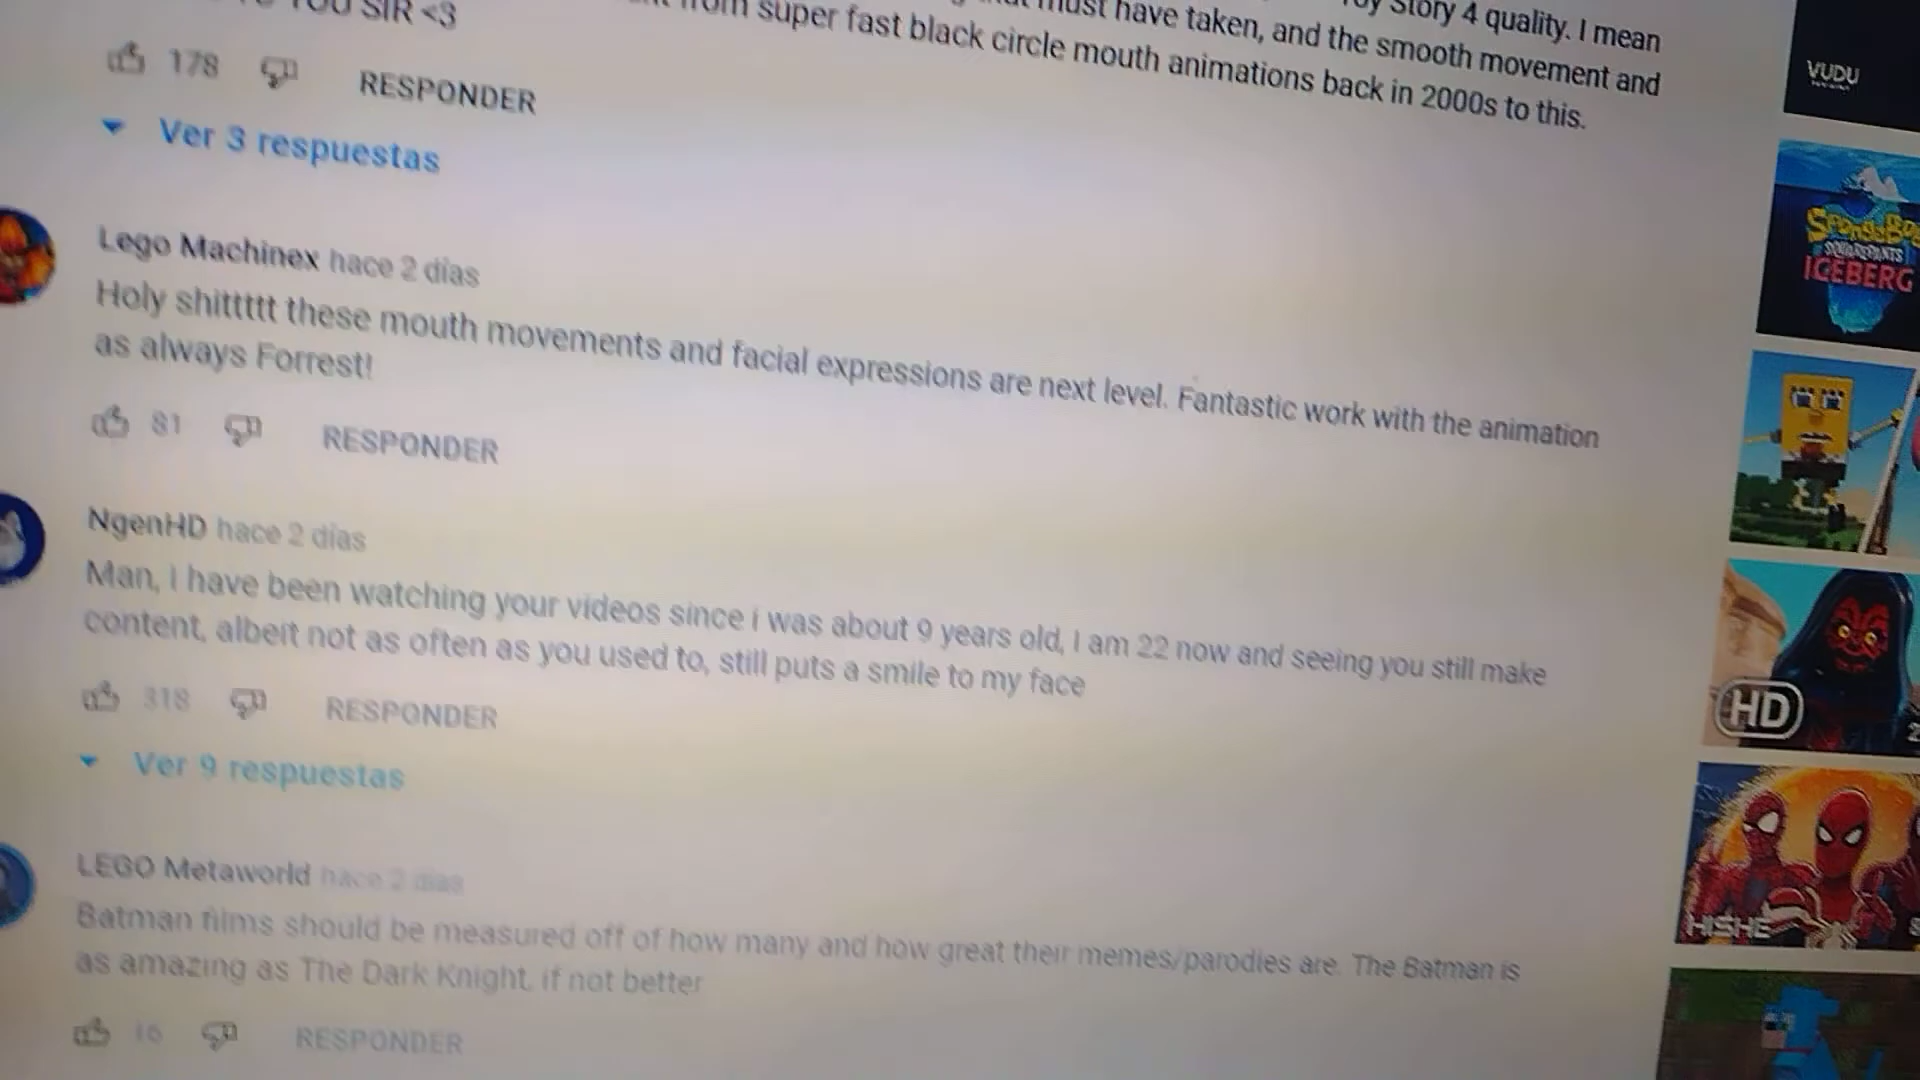 YOU SIR <3
178 RESPONDER
Ver 3 respuestas
Story 4 quality. I mean
must have taken, and the smooth movement and
from super fast black circle mouth animations back in 2000s to this.
Lego Machinex hace 2 días
Holy shittttt these mouth movements and facial expressions are next level. Fantastic work with the animation
as always Forrest!
81 RESPONDER
NgenHD hace 2 días
Man, I have been watching your videos since i was about 9 years old, I am 22 now and seeing you still make
content, albeit not as often as you used to, still puts a smile to my face
318 RESPONDER
Ver 9 respuestas
LEGO Metaworld hace 2 días
Batman films should be measured off of how many and how great their memes/parodies are. The Batman is
as amazing as The Dark Knight, if not better
16 RESPONDER
VUDU
SQUAREPANTS
ICEBERG
HD
HISHE